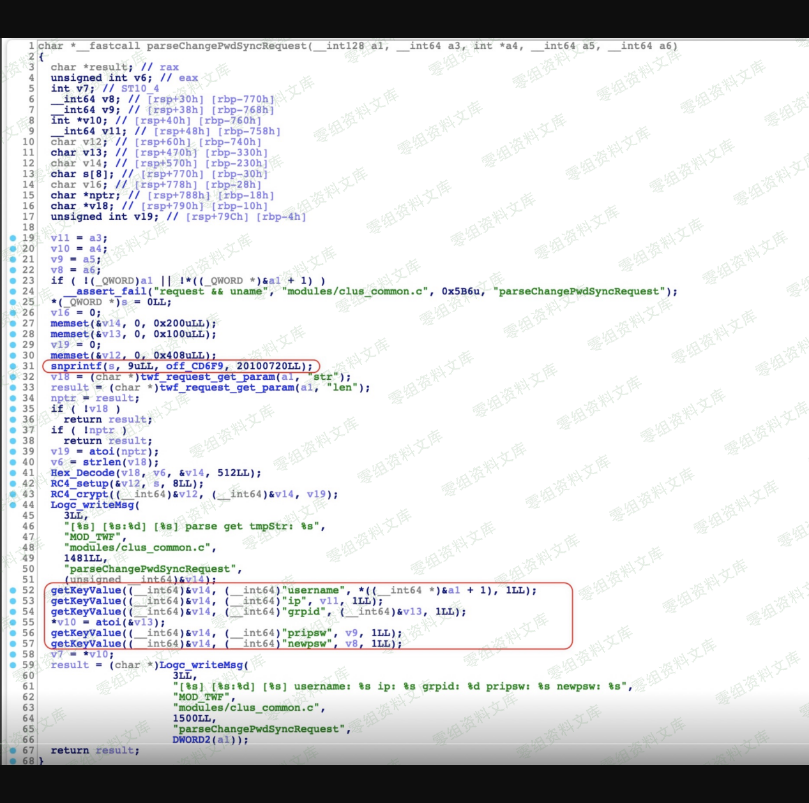 1 char *__fastcall parseChangePwdSyncRequest(__int128 a1, __int64 a3, int *a4, __int64 a5, __int64 a6)
2 {
3 char *result; // rax
4 unsigned int v6; // eax
5 int v7; // ST10_4
6 __int64 v8; // [rsp+30h] [rbp-770h]
7 __int64 v9; // [rsp+38h] [rbp-768h]
8 int *v10; // [rsp+40h] [rbp-760h]
9 __int64 v11; // [rsp+48h] [rbp-758h]
10 char v12; // [rsp+60h] [rbp-740h]
11 char v13; // [rsp+470h] [rbp-330h]
12 char v14; // [rsp+570h] [rbp-230h]
13 char s[8]; // [rsp+770h] [rbp-30h]
14 char v16; // [rsp+778h] [rbp-28h]
15 char *nptr; // [rsp+788h] [rbp-18h]
16 char *v18; // [rsp+790h] [rbp-10h]
17 unsigned int v19; // [rsp+79Ch] [rbp-4h]
18
19 v11 = a3;
20 v10 = a4;
21 v9 = a5;
22 v8 = a6;
23 if ( !(_QWORD)a1 || !*((_QWORD *)&a1 + 1) )
24 __assert_fail("request && uname", "modules/clus_common.c", 0x5B6u, "parseChangePwdSyncRequest");
25 *(_QWORD *)s = 0LL;
26 v16 = 0;
27 memset(&v14, 0, 0x200uLL);
28 memset(&v13, 0, 0x100uLL);
29 v19 = 0;
30 memset(&v12, 0, 0x408uLL);
31 snprintf(s, 9uLL, off_CD6F9, 20100720LL);
32 v18 = (char *)twf_request_get_param(a1, "str");
33 result = (char *)twf_request_get_param(a1, "len");
34 nptr = result;
35 if ( !v18 )
36 return result;
37 if ( !nptr )
38 return result;
39 v19 = atoi(nptr);
40 v6 = strlen(v18);
41 Hex_Decode(v18, v6, &v14, 512LL);
42 RC4_setup(&v12, s, 8LL);
43 RC4_crypt((__int64)&v12, (__int64)&v14, v19);
44 Logc_writeMsg(
45 3LL,
46 "[%s] [%s:%d] [%s] parse get tmpStr: %s",
47 "MOD_TWF",
48 "modules/clus_common.c",
49 1481LL,
50 "parseChangePwdSyncRequest",
51 (unsigned __int64)&v14);
52 getKeyValue((__int64)&v14, (__int64)"username", *((__int64 *)&a1 + 1), 1LL);
53 getKeyValue((__int64)&v14, (__int64)"ip", v11, 1LL);
54 getKeyValue((__int64)&v14, (__int64)"grpid", (__int64)&v13, 1LL);
55 *v10 = atoi(&v13);
56 getKeyValue((__int64)&v14, (__int64)"pripsw", v9, 1LL);
57 getKeyValue((__int64)&v14, (__int64)"newpsw", v8, 1LL);
58 v7 = *v10;
59 result = (char *)Logc_writeMsg(
60 3LL,
61 "[%s] [%s:%d] [%s] username: %s ip: %s grpid: %d pripsw: %s newpsw: %s",
62 "MOD_TWF",
63 "modules/clus_common.c",
64 1500LL,
65 "parseChangePwdSyncRequest",
66 DWORD2(a1));
67 return result;
68 }
零组资料文库